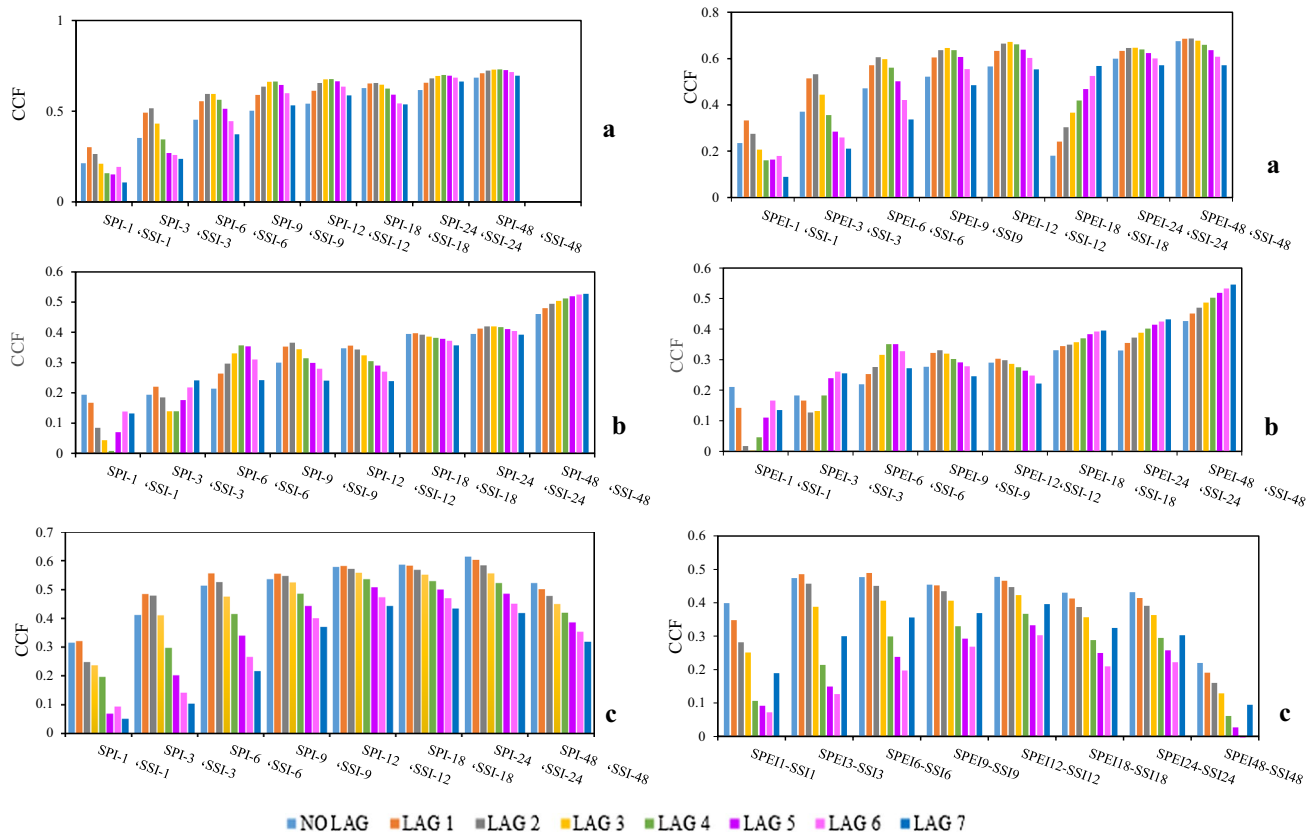 1
0.5
0
CCF
a
SPI-1 ،SSI-1
SPI-3 ،SSI-3
SPI-6 ،SSI-6
SPI-9 ،SSI-9
SPI-12 ،SSI-12
SPI-18 ،SSI-18
SPI-24 ،SSI-24
SPI-48 ،SSI-48
0.8
0.6
0.4
0.2
0
CCF
a
SPEI-1 ،SSI-1
SPEI-3 ،SSI-3
SPEI-6 ،SSI-6
SPEI-9 ،SSI9
SPEI-12 ،SSI-12
SPEI-18 ،SSI-18
SPEI-24 ،SSI-24
SPEI-48 ،SSI-48
0.6
0.5
0.4
0.3
0.2
0.1
0
CCF
b
SPI-1 ،SSI-1
SPI-3 ،SSI-3
SPI-6 ،SSI-6
SPI-9 ،SSI-9
SPI-12 ،SSI-12
SPI-18 ،SSI-18
SPI-24 ،SSI-24
SPI-48 ،SSI-48
0.6
0.5
0.4
0.3
0.2
0.1
0
CCF
b
SPEI-1 ،SSI-1
SPEI-3 ،SSI-3
SPEI-6 ،SSI-6
SPEI-9 ،SSI-9
SPEI-12 ،SSI-12
SPEI-18 ،SSI-18
SPEI-24 ،SSI-24
SPEI-48 ،SSI-48
0.7
0.6
0.5
0.4
0.3
0.2
0.1
0
CCF
c
SPI-1 ،SSI-1
SPI-3 ،SSI-3
SPI-6 ،SSI-6
SPI-9 ،SSI-9
SPI-12 ،SSI-12
SPI-18 ،SSI-18
SPI-24 ،SSI-24
SPI-48 ،SSI-48
0.6
0.5
0.4
0.3
0.2
0.1
0
CCF
c
SPEI1-SSI1
SPEI3-SSI3
SPEI6-SSI6
SPEI9-SSI9
SPEI12-SSI12
SPEI18-SSI18
SPEI24-SSI24
SPEI48-SSI48
NO LAG LAG 1 LAG 2 LAG 3 LAG 4 LAG 5 LAG 6 LAG 7